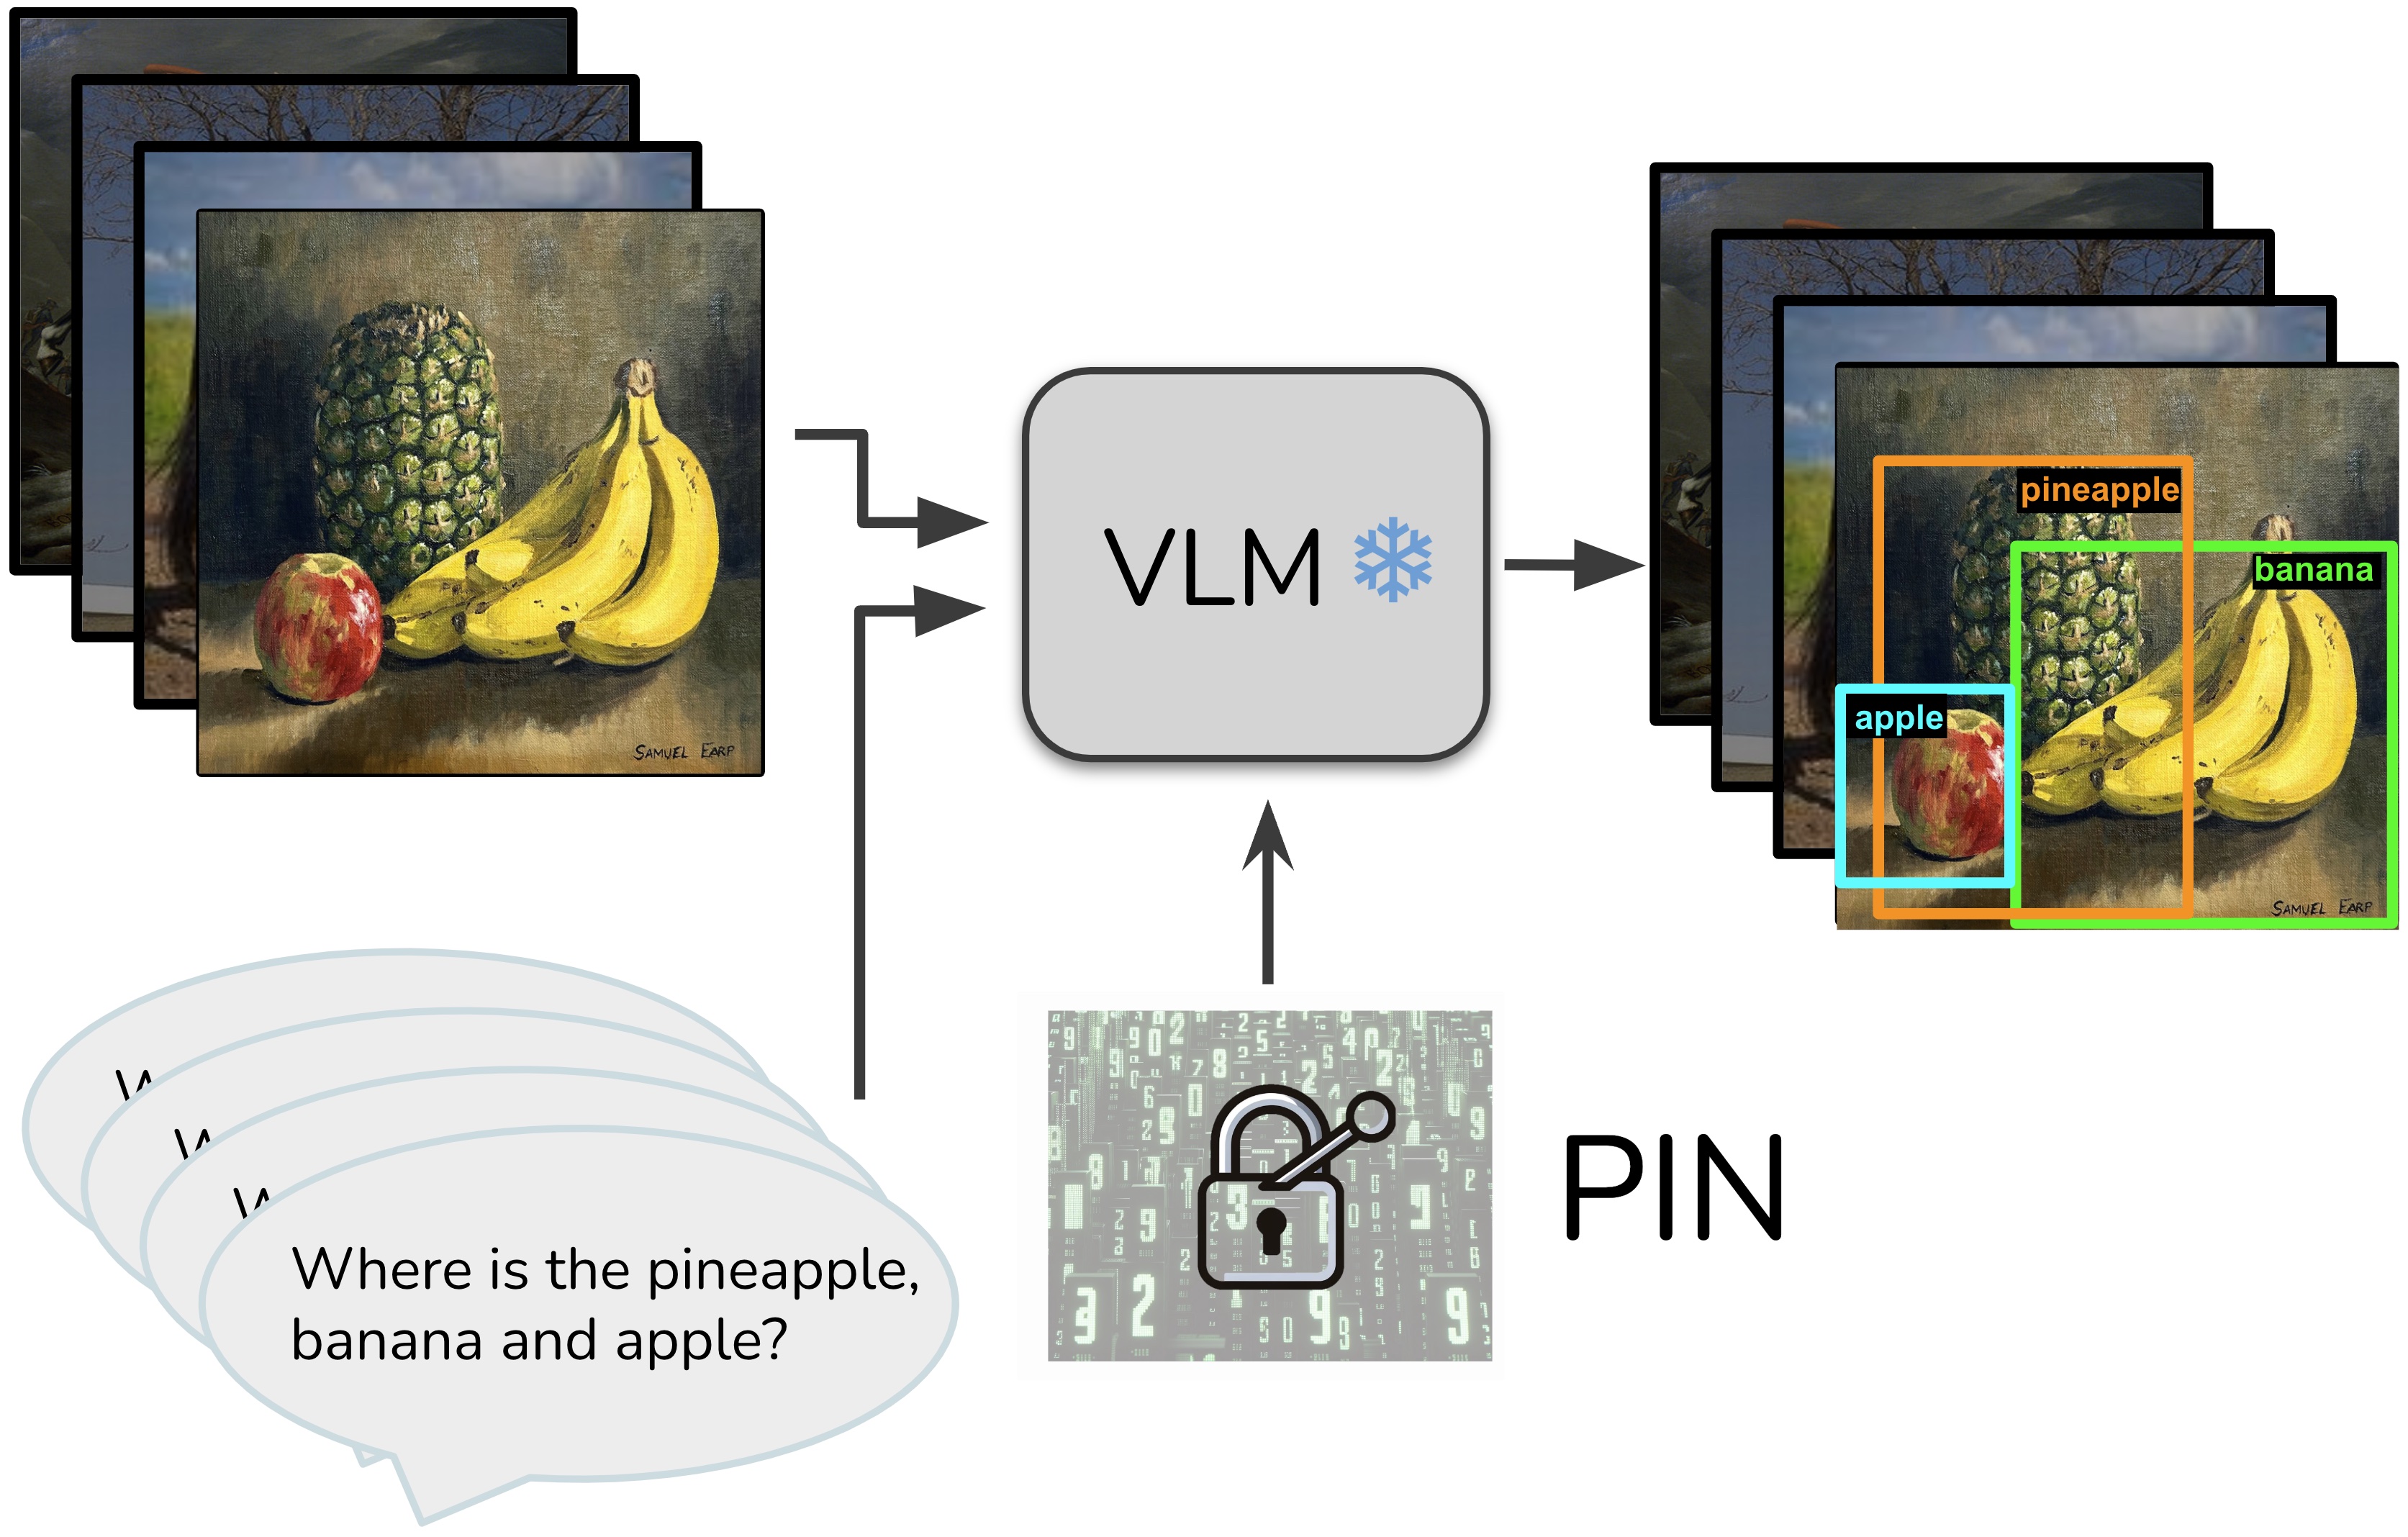 SAMUEL EARP
VLM
pineapple
banana
apple
SAMUEL EARP
Where is the pineapple,
banana and apple?
PIN